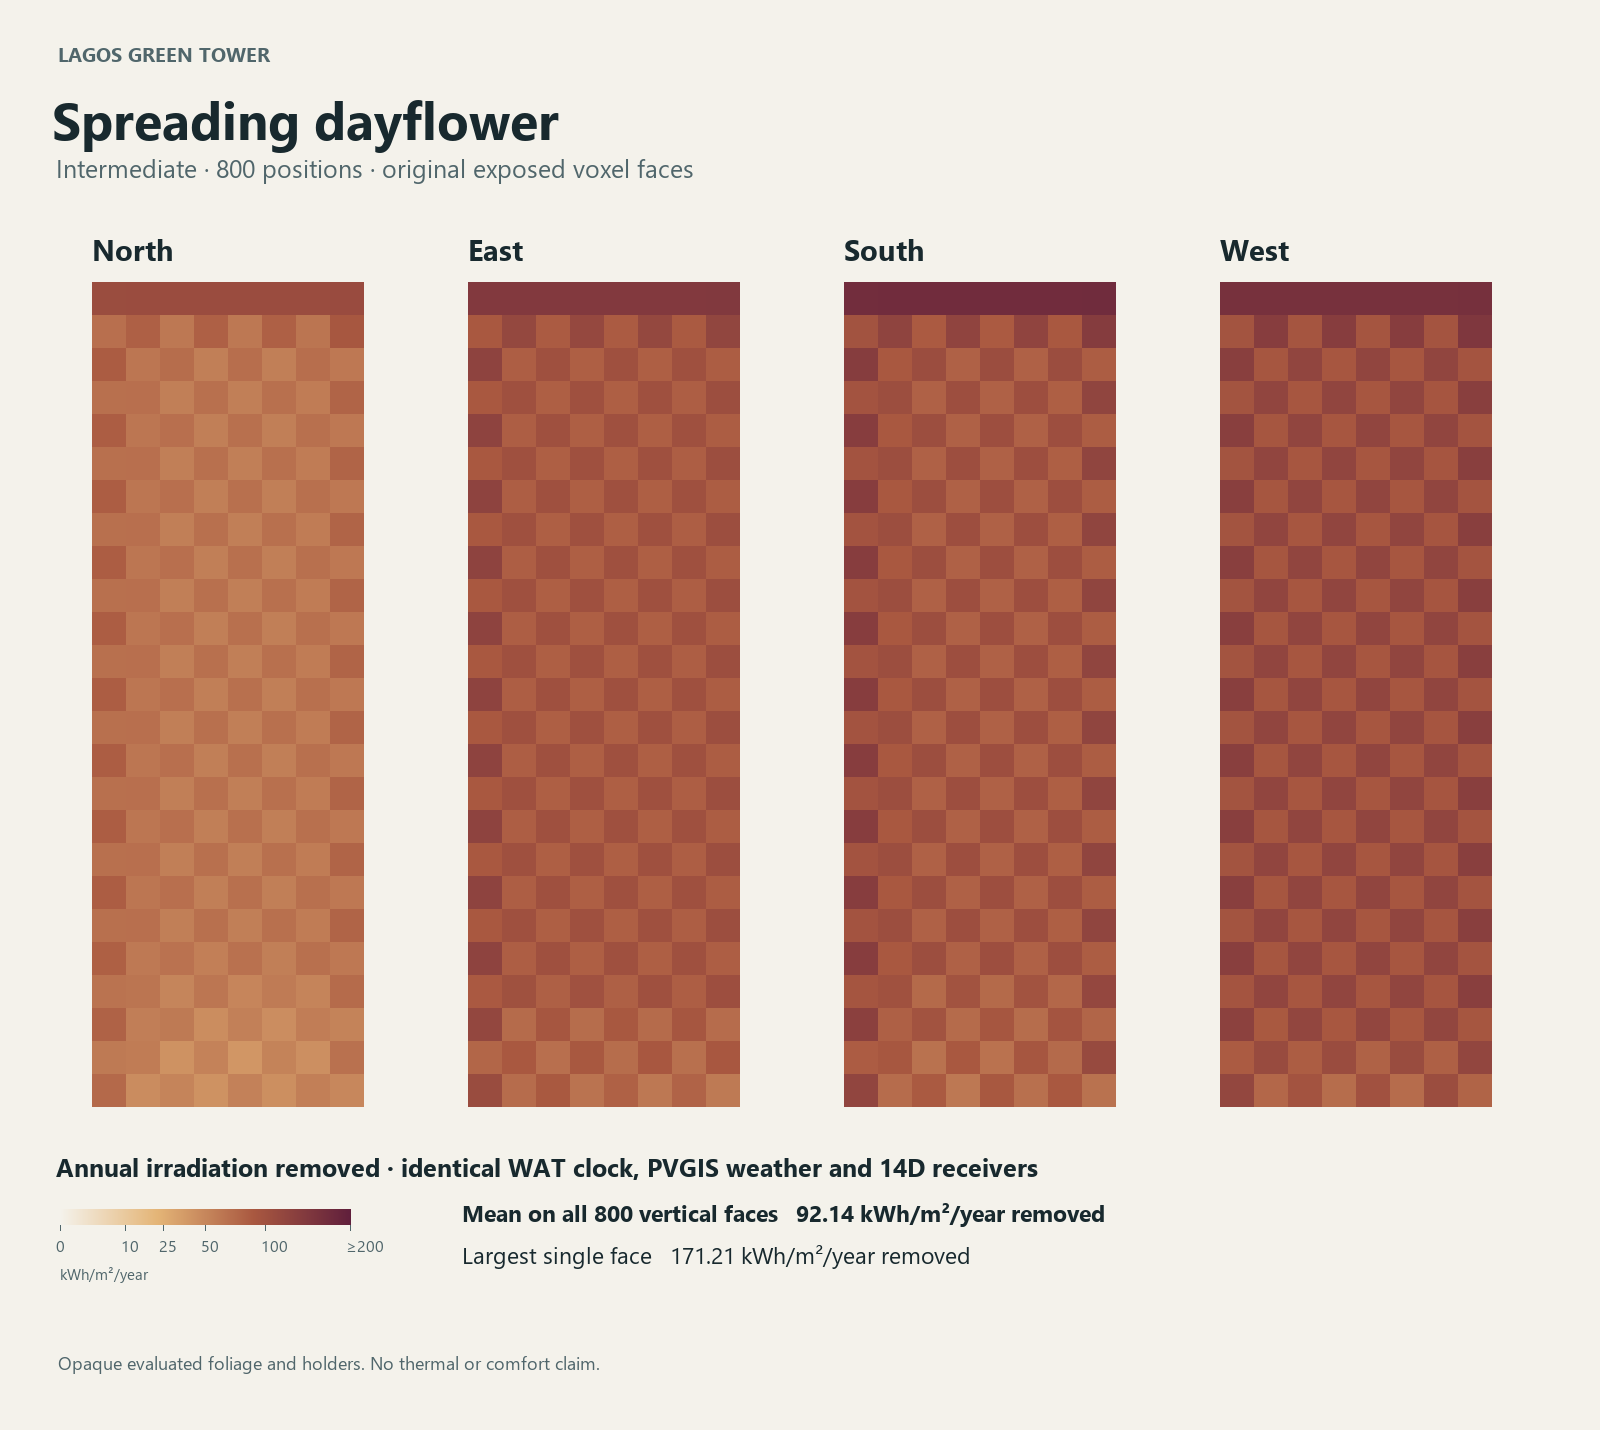 LAGOS GREEN TOWER
Spreading dayflower
Intermediate · 800 positions · original exposed voxel faces
North East South West
Annual irradiation removed · identical WAT clock, PVGIS weather and 14D receivers
Mean on all 800 vertical faces 92.14 kWh/m²/year removed
0 10 25 50 100 ≥200
Largest single face 171.21 kWh/m²/year removed
kWh/m²/year
Opaque evaluated foliage and holders. No thermal or comfort claim.